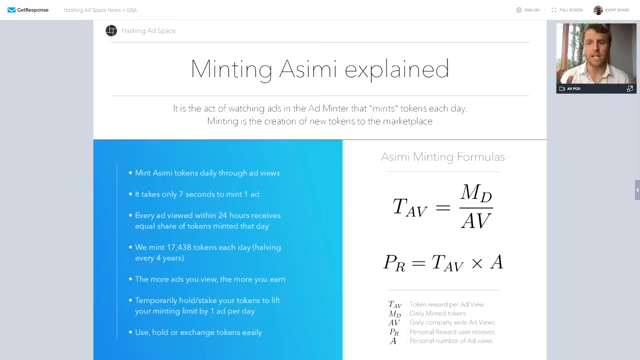 GetResponse
Hashing Ad Space News + Q&A
ENGLISH
FULL SCREEN
EVENT BOARD
Hashing Ad Space
Minting Asimi explained
It is the act of watching ads in the Ad Minter that “mints” tokens each day.
Minting is the creation of new tokens to the marketplace
• Mint Asimi tokens daily through ad views
• It takes only 7 seconds to mint 1 ad
• Every ad viewed within 24 hours receives
equal share of tokens minted that day
• We mint 17,438 tokens each day (halving
every 4 years)
• The more ads you view, the more you earn
• Temporarily hold/stake your tokens to lift
your minting limit by 1 ad per day
• Use, hold or exchange tokens easily
Asimi Minting Formulas
T_AV = M_D / AV
P_R = T_AV × A
T_AV : Token reward per Ad View
M_D : Daily Minted tokens
AV : Daily company wide Ad Views
P_R : Personal Reward user receives
A : Personal number of Ad views